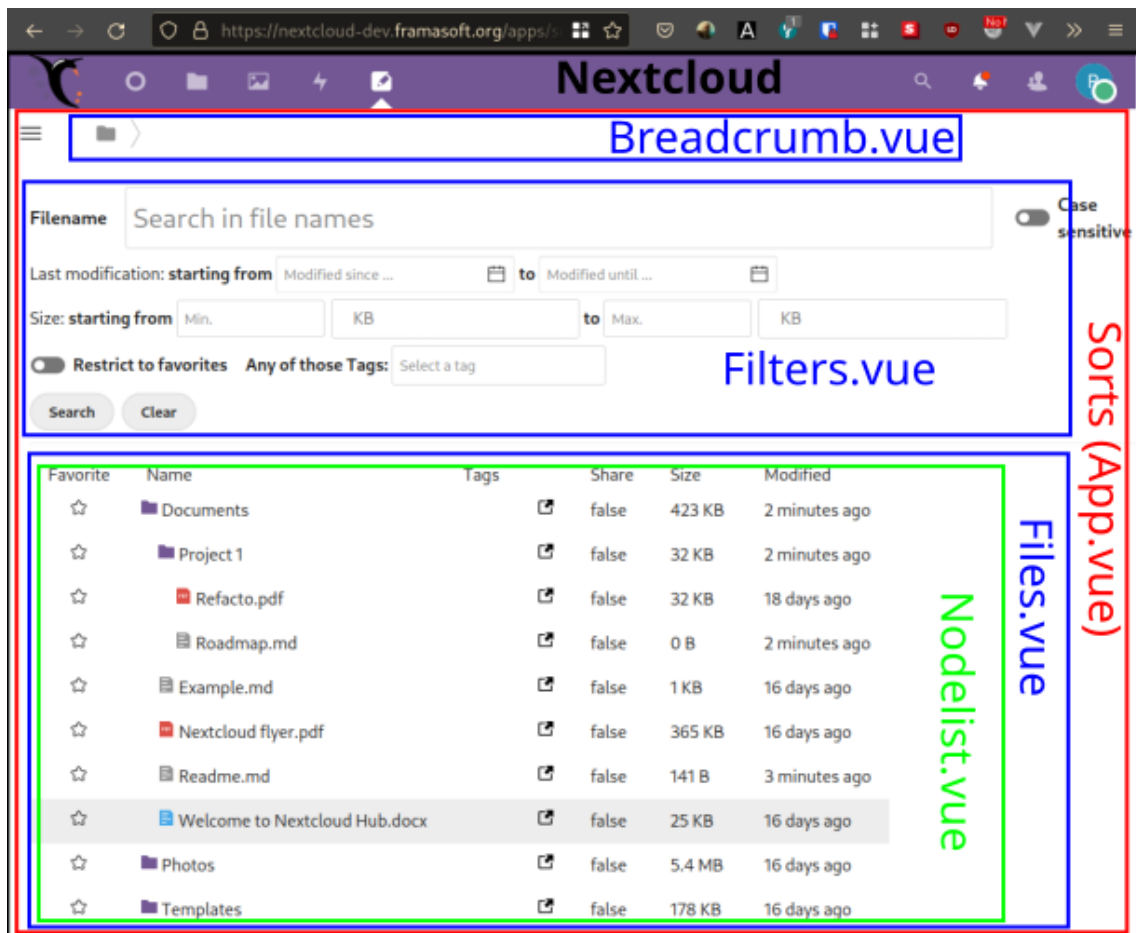 https://nextcloud-dev.framasoft.org/apps/s
Nextcloud
Breadcrumb.vue
Filename Search in file names Case sensitive
Last modification: starting from Modified since ... to Modified until ...
Size: starting from Min. KB to Max. KB
Restrict to favorites Any of those Tags: Select a tag
Filters.vue
Search Clear
Sorts (App.vue)
Files.vue
Nodelist.vue
Favorite Name Tags Share Size Modified
Documents false 423 KB 2 minutes ago
Project 1 false 32 KB 2 minutes ago
Refacto.pdf false 32 KB 18 days ago
Roadmap.md false 0 B 2 minutes ago
Example.md false 1 KB 16 days ago
Nextcloud flyer.pdf false 365 KB 16 days ago
Readme.md false 141 B 3 minutes ago
Welcome to Nextcloud Hub.docx false 25 KB 16 days ago
Photos false 5.4 MB 16 days ago
Templates false 178 KB 16 days ago